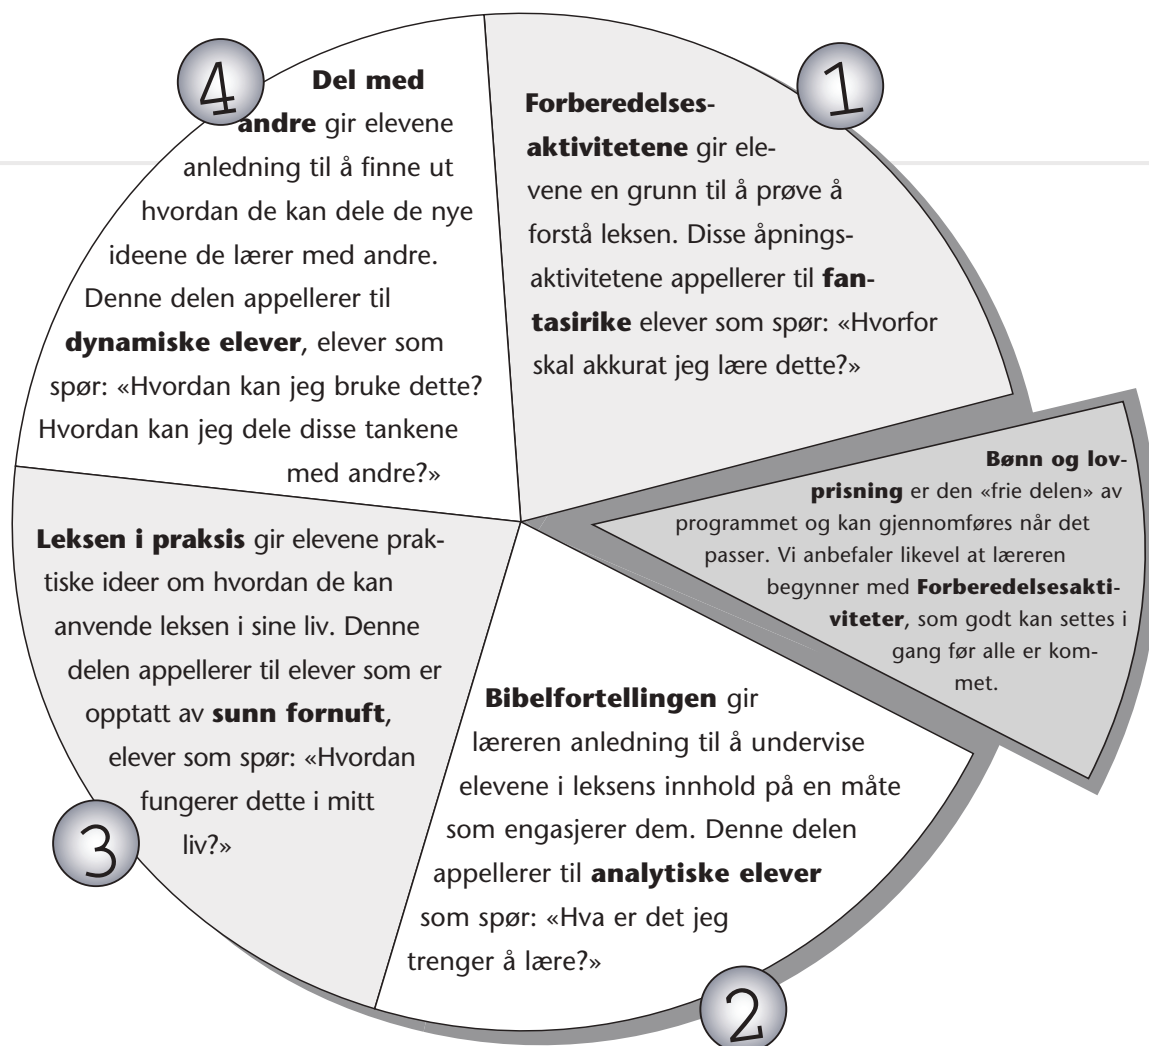 1
Forberedelses-
aktivitetene gir ele-
vene en grunn til å prøve å
forstå leksen. Disse åpnings-
aktivitetene appellerer til fan-
tasirike elever som spør: «Hvorfor
skal akkurat jeg lære dette?»
Bønn og lov-
prisning er den «frie delen» av
programmet og kan gjennomføres når det
passer. Vi anbefaler likevel at læreren
begynner med Forberedelsesakti-
viteter, som godt kan settes i
gang før alle er kom-
met.
2
Bibelfortellingen gir
læreren anledning til å undervise
elevene i leksens innhold på en måte
som engasjerer dem. Denne delen
appellerer til analytiske elever
som spør: «Hva er det jeg
trenger å lære?»
3
Leksen i praksis gir elevene prak-
tiske ideer om hvordan de kan
anvende leksen i sine liv. Denne
delen appellerer til elever som er
opptatt av sunn fornuft,
elever som spør: «Hvordan
fungerer dette i mitt
liv?»
4
Del med
andre gir elevene
anledning til å finne ut
hvordan de kan dele de nye
ideene de lærer med andre.
Denne delen appellerer til
dynamiske elever, elever som
spør: «Hvordan kan jeg bruke dette?
Hvordan kan jeg dele disse tankene
med andre?»